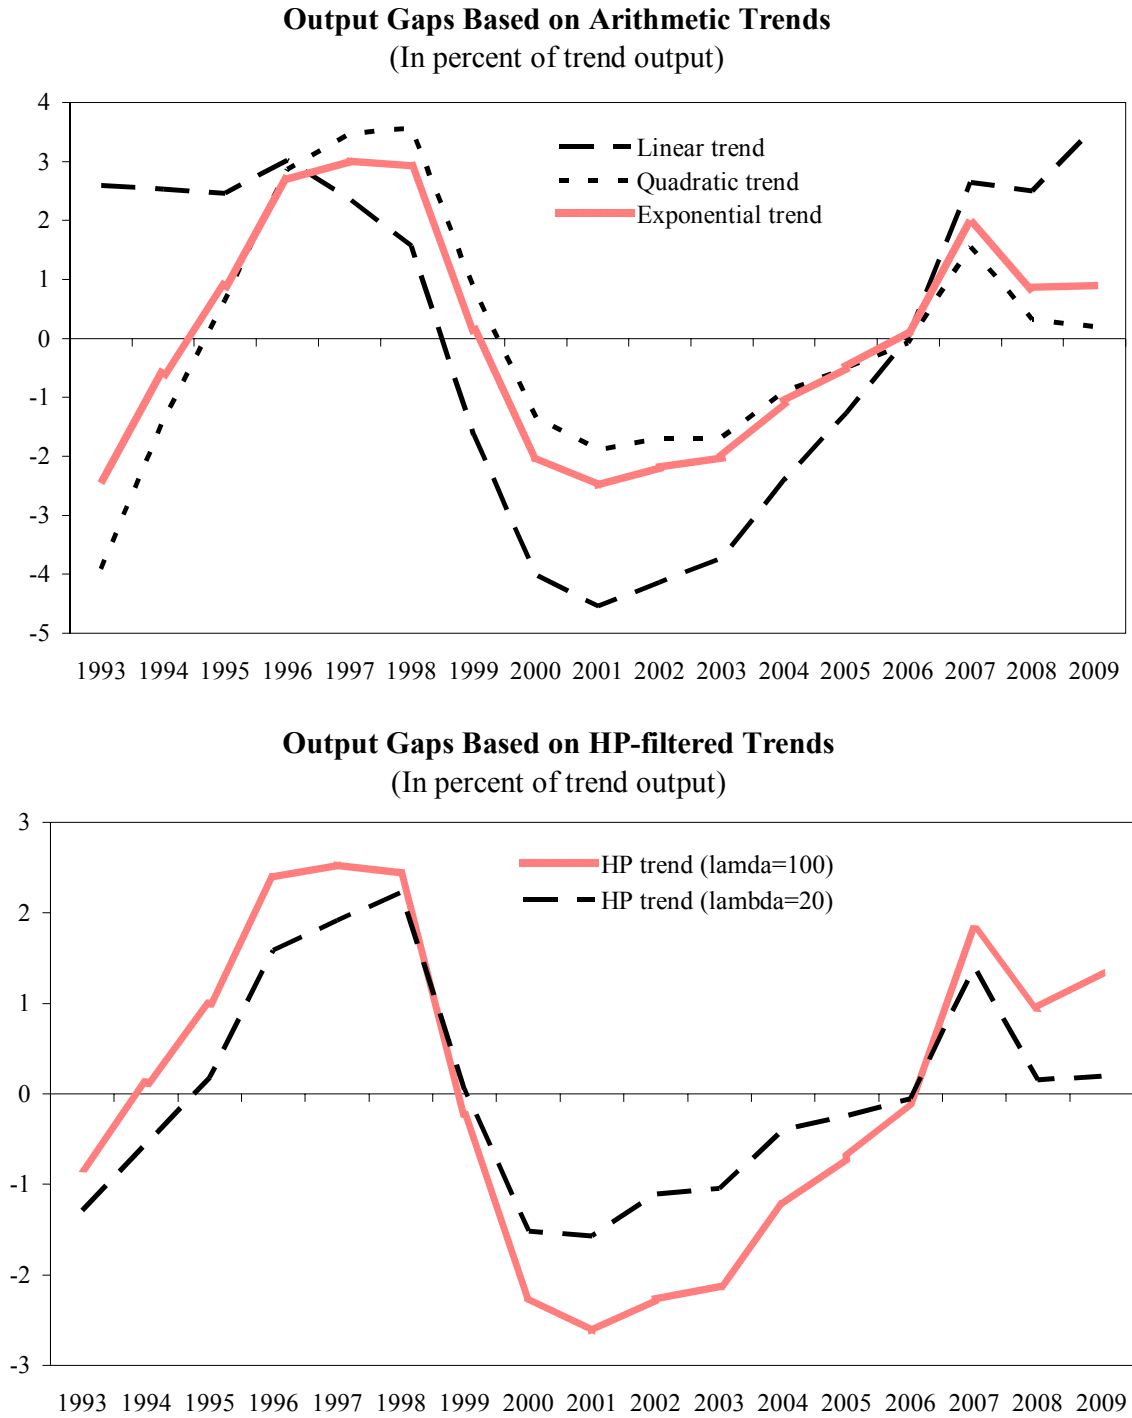 Output Gaps Based on Arithmetic Trends
(In percent of trend output)
4
3
2
1
0
-1
-2
-3
-4
-5
Linear trend
Quadratic trend
Exponential trend
1993 1994 1995 1996 1997 1998 1999 2000 2001 2002 2003 2004 2005 2006 2007 2008 2009
Output Gaps Based on HP-filtered Trends
(In percent of trend output)
3
2
1
0
-1
-2
-3
HP trend (lamda=100)
HP trend (lambda=20)
1993 1994 1995 1996 1997 1998 1999 2000 2001 2002 2003 2004 2005 2006 2007 2008 2009